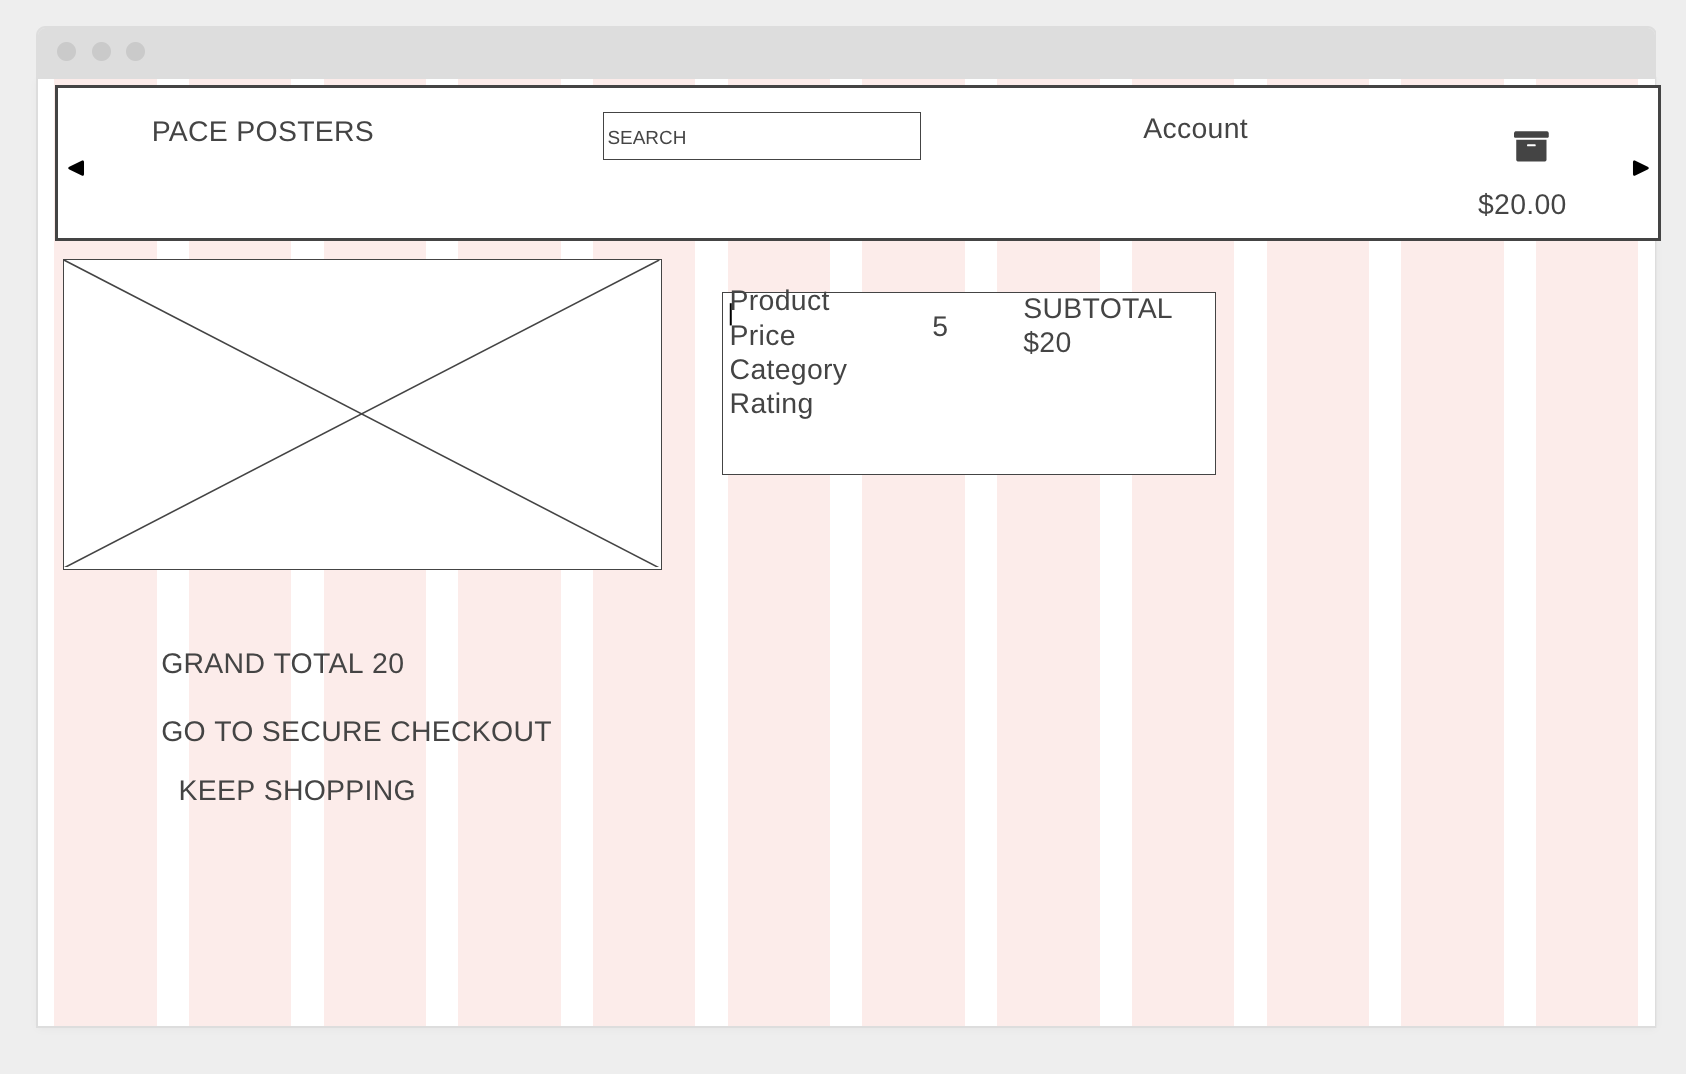 PACE POSTERS
SEARCH
Account
$20.00
Product
Price
Category
Rating
5
SUBTOTAL
$20
GRAND TOTAL 20
GO TO SECURE CHECKOUT
KEEP SHOPPING